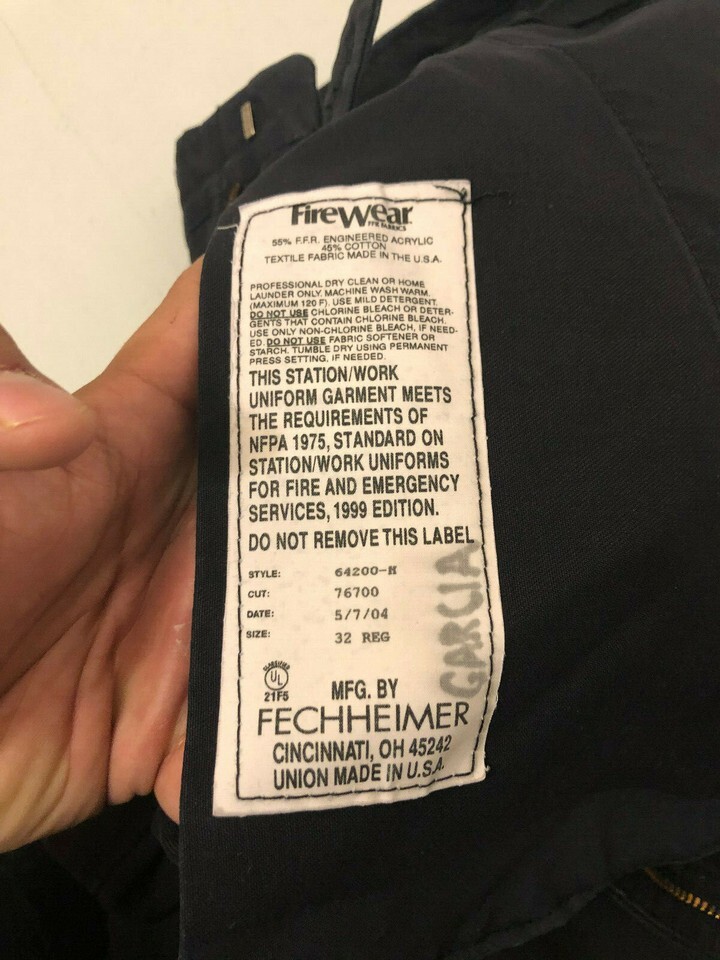 FireWear
FFR FABRICS
55% F.F.R. ENGINEERED ACRYLIC
45% COTTON
TEXTILE FABRIC MADE IN THE U.S.A.
PROFESSIONAL DRY CLEAN OR HOME
LAUNDER ONLY. MACHINE WASH WARM.
(MAXIMUM 120 F). USE MILD DETERGENT.
DO NOT USE CHLORINE BLEACH OR DETER-
GENTS THAT CONTAIN CHLORINE BLEACH.
USE ONLY NON-CHLORINE BLEACH, IF NEED-
ED. DO NOT USE FABRIC SOFTENER OR
STARCH. TUMBLE DRY USING PERMANENT
PRESS SETTING, IF NEEDED.
THIS STATION/WORK
UNIFORM GARMENT MEETS
THE REQUIREMENTS OF
NFPA 1975, STANDARD ON
STATION/WORK UNIFORMS
FOR FIRE AND EMERGENCY
SERVICES, 1999 EDITION.
DO NOT REMOVE THIS LABEL
STYLE: 64200-M
CUT: 76700
DATE: 5/7/04
SIZE: 32 REG
GARCIA
CLASSIFIED
UL
21F5
MFG. BY
FECHHEIMER
CINCINNATI, OH 45242
UNION MADE IN U.S.A.